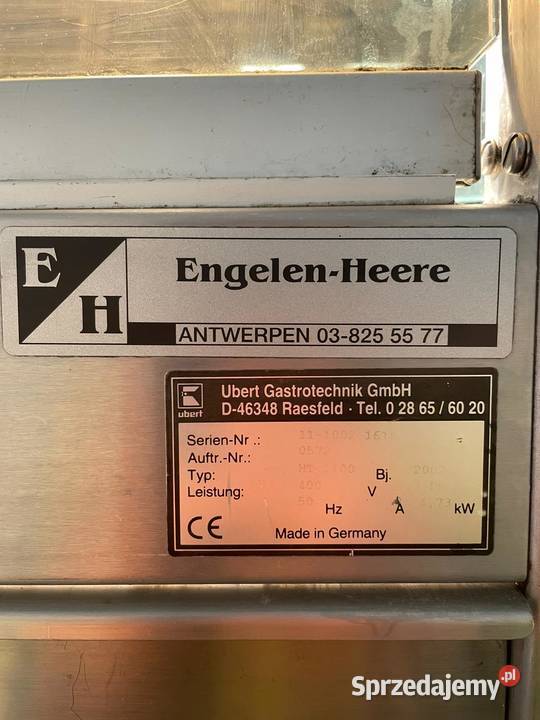 E H
Engelen-Heere
ANTWERPEN 03-825 55 77
ubert
Ubert Gastrotechnik GmbH
D-46348 Raesfeld · Tel. 0 28 65 / 60 20
Serien-Nr .:
Auftr.-Nr.:
Typ: Bj.
Leistung: 400 V
50 Hz A kW
CE Made in Germany
Sprzedajemy.pl